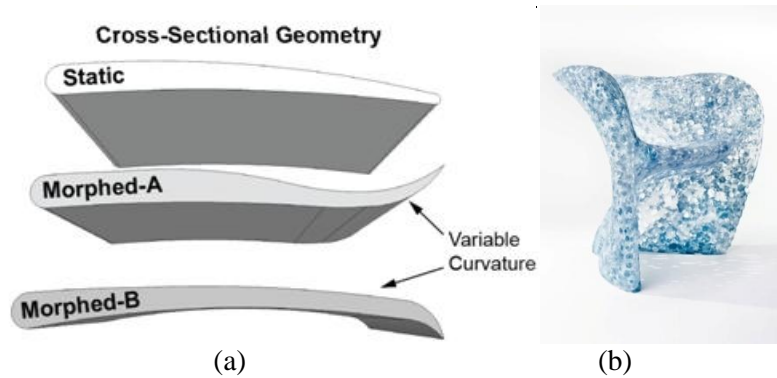 Cross-Sectional Geometry
Static
Morphed-A
Variable
Curvature
Morphed-B
(a)
(b)